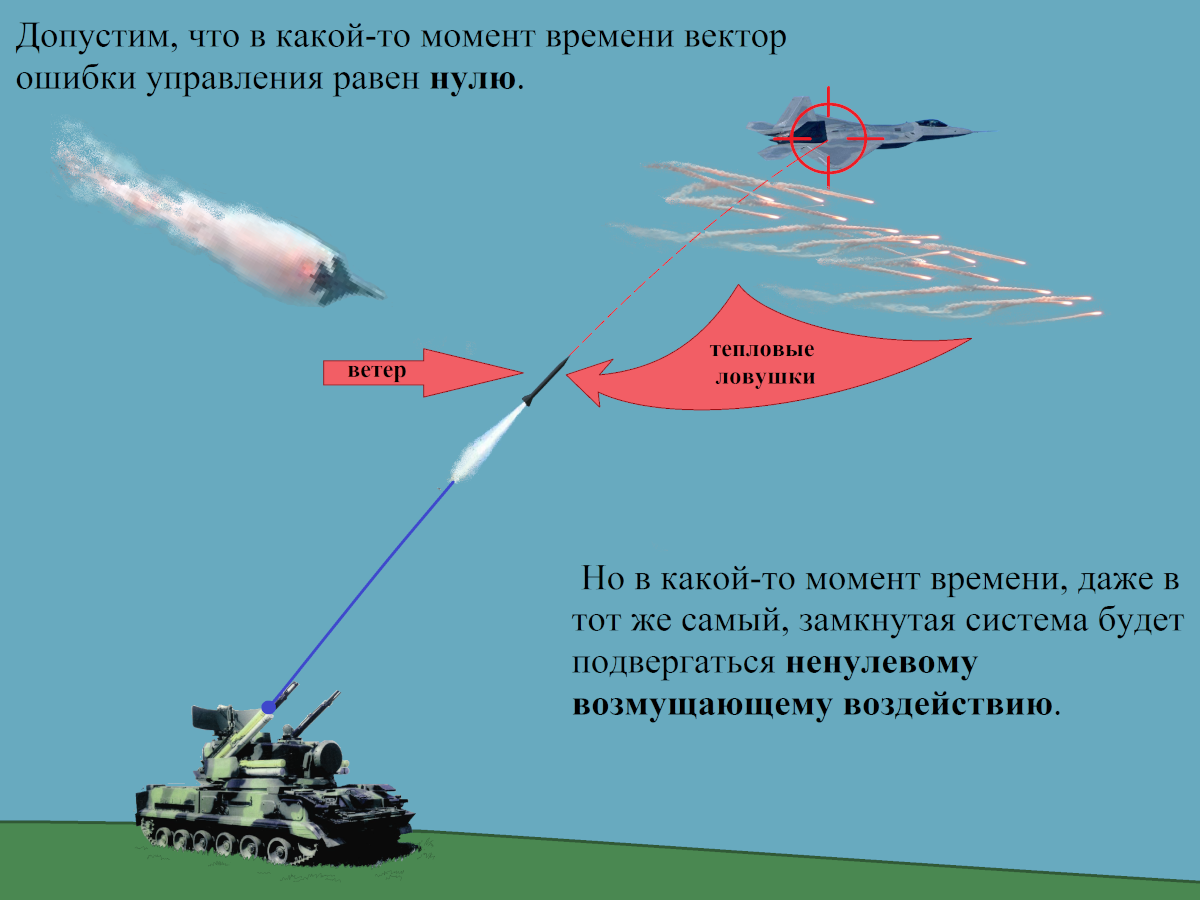 Допустим, что в какой-то момент времени вектор
ошибки управления равен нулю.
ветер
тепловые
ловушки
Но в какой-то момент времени, даже в
тот же самый, замкнутая система будет
подвергаться ненулевому
возмущающему воздействию.